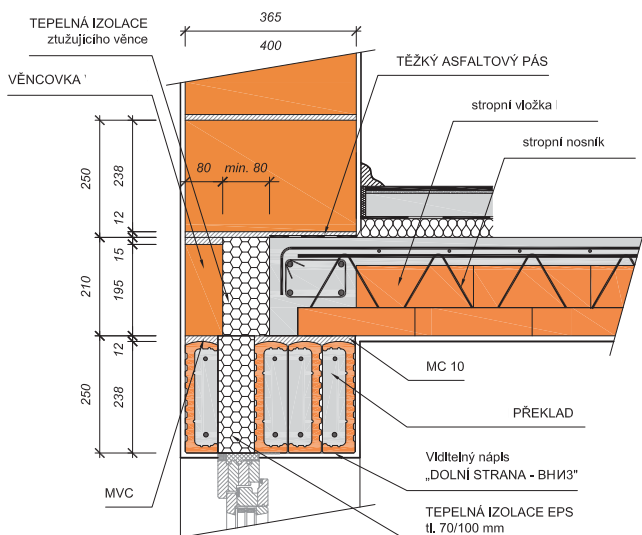 365
400
TEPELNÁ IZOLACE
ztužujícího věnce
VĚNCOVKA
TĚŽKÝ ASFALTOVÝ PÁS
stropní vložka
stropní nosník
80
min. 80
250
238
12
210
15
195
12
250
238
MC 10
PŘEKLAD
Viditelný nápis
„DOLNÍ STRANA - ВНИЗ"
MVC
TEPELNÁ IZOLACE EPS
tl. 70/100 mm